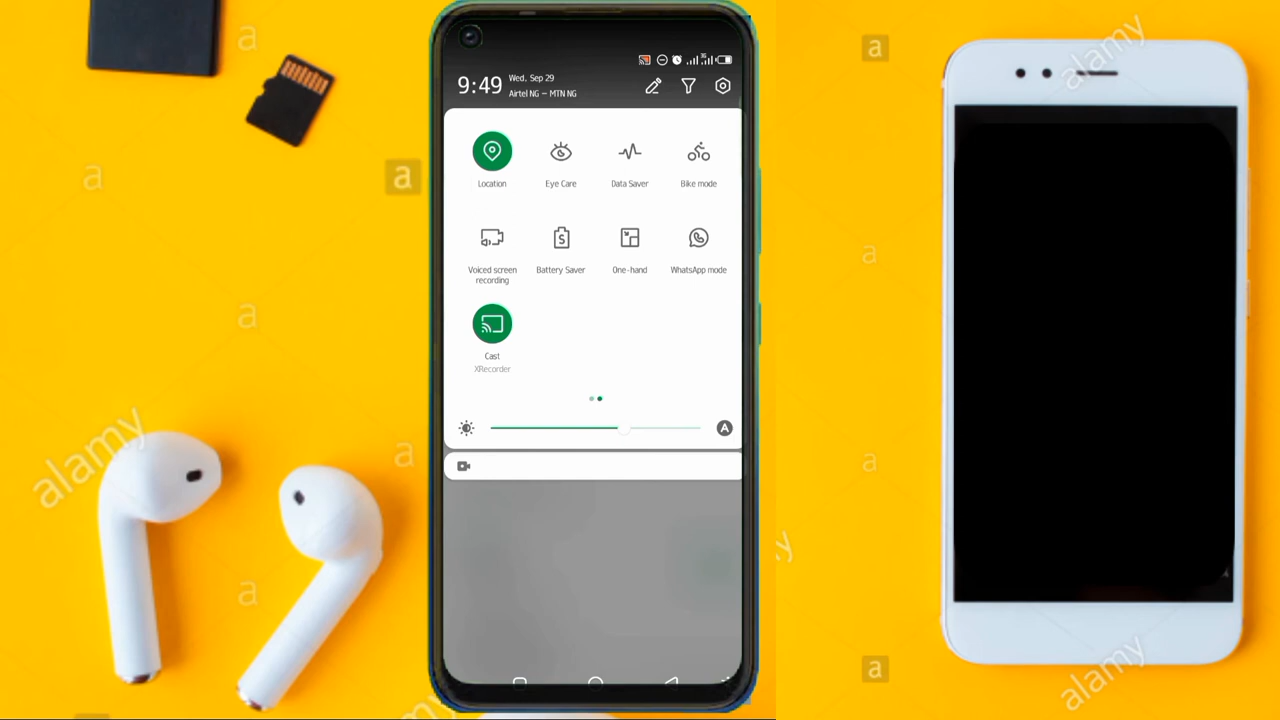 a
alamy
a
a
9:49
Wed, Sep 29
Airtel NG – MTN NG
a
a
Location
Eye Care
Data Saver
Bike mode
a
Voiced screen
recording
Battery Saver
S
One-hand
WhatsApp mode
a
Cast
XRecorder
A
alamy
a
a
a
a
alamy